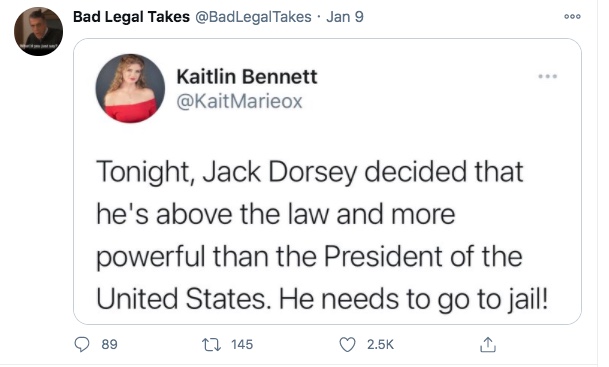 Bad Legal Takes @BadLegalTakes · Jan 9
Kaitlin Bennett
@KaitMarieox
Tonight, Jack Dorsey decided that
he's above the law and more
powerful than the President of the
United States. He needs to go to jail!
89 145 2.5K